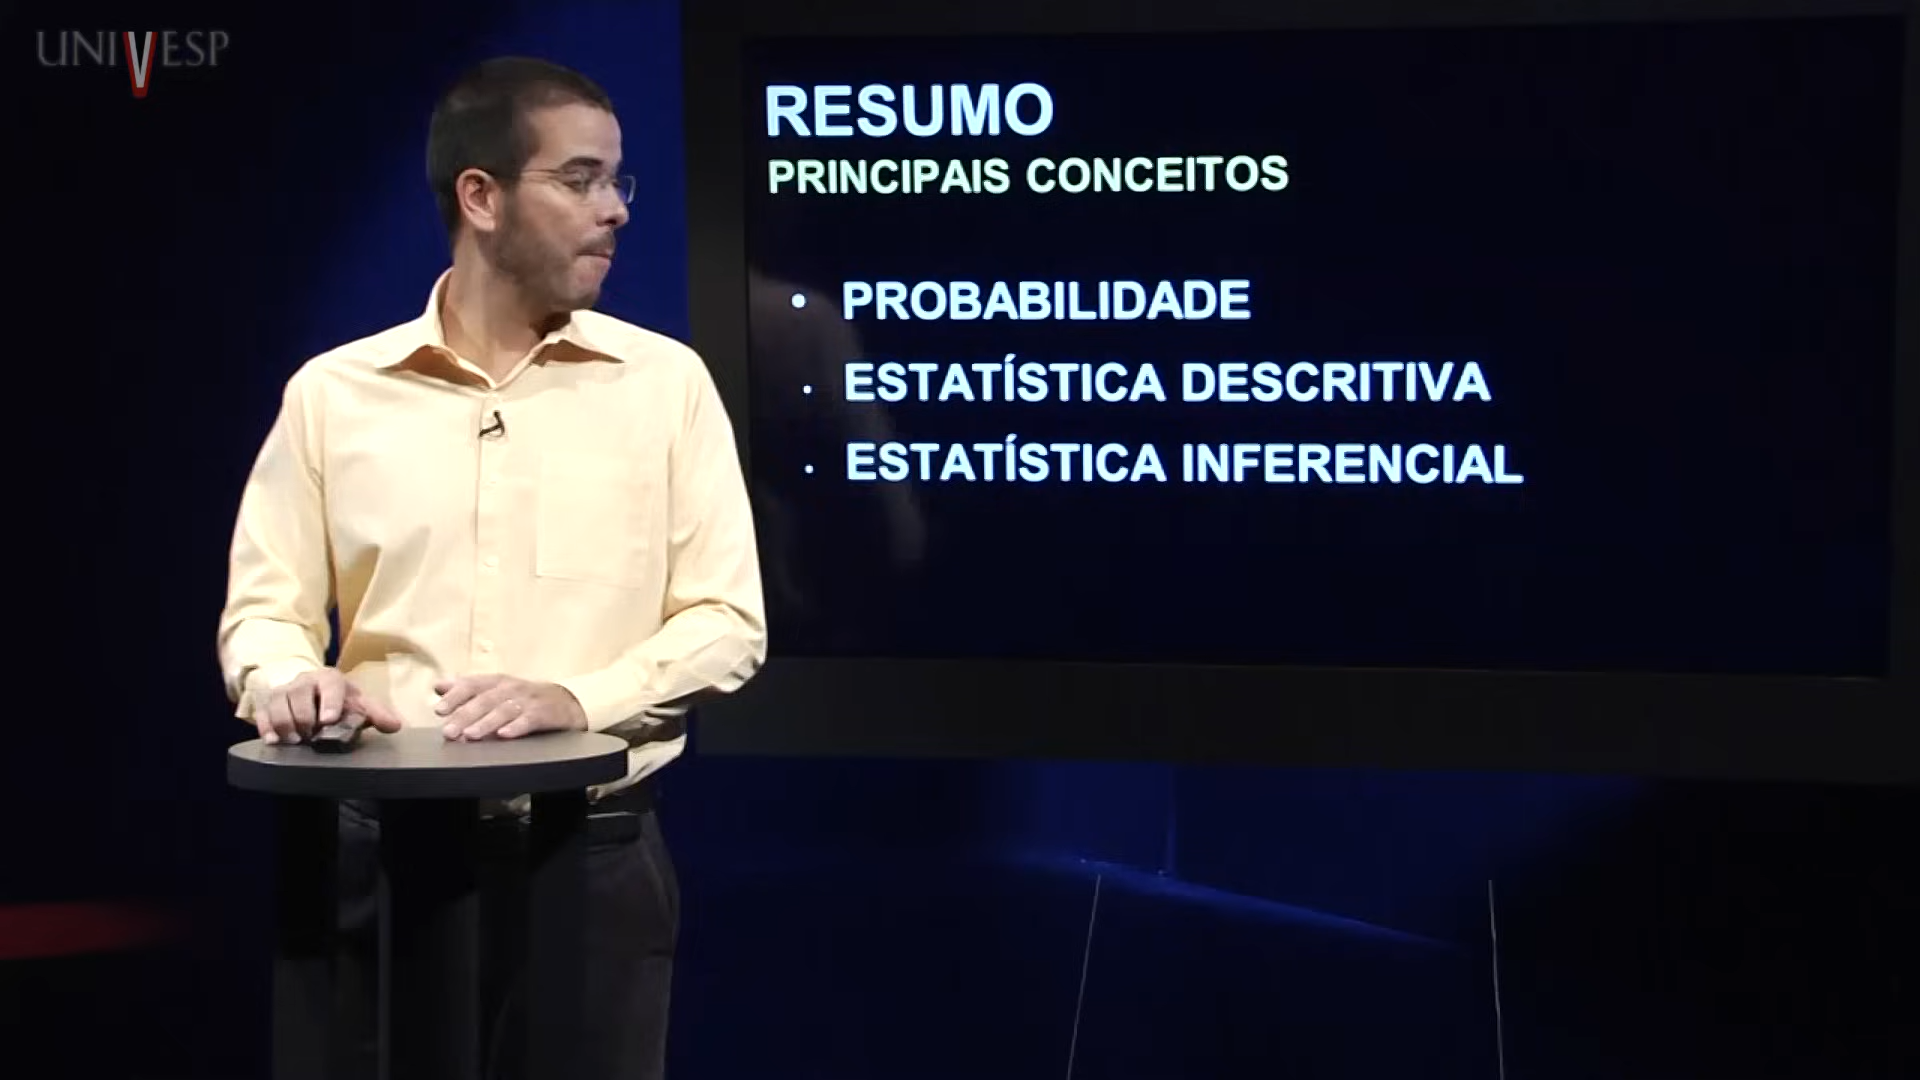 UNIVESP
RESUMO
PRINCIPAIS CONCEITOS
• PROBABILIDADE
• ESTATÍSTICA DESCRITIVA
• ESTATÍSTICA INFERENCIAL